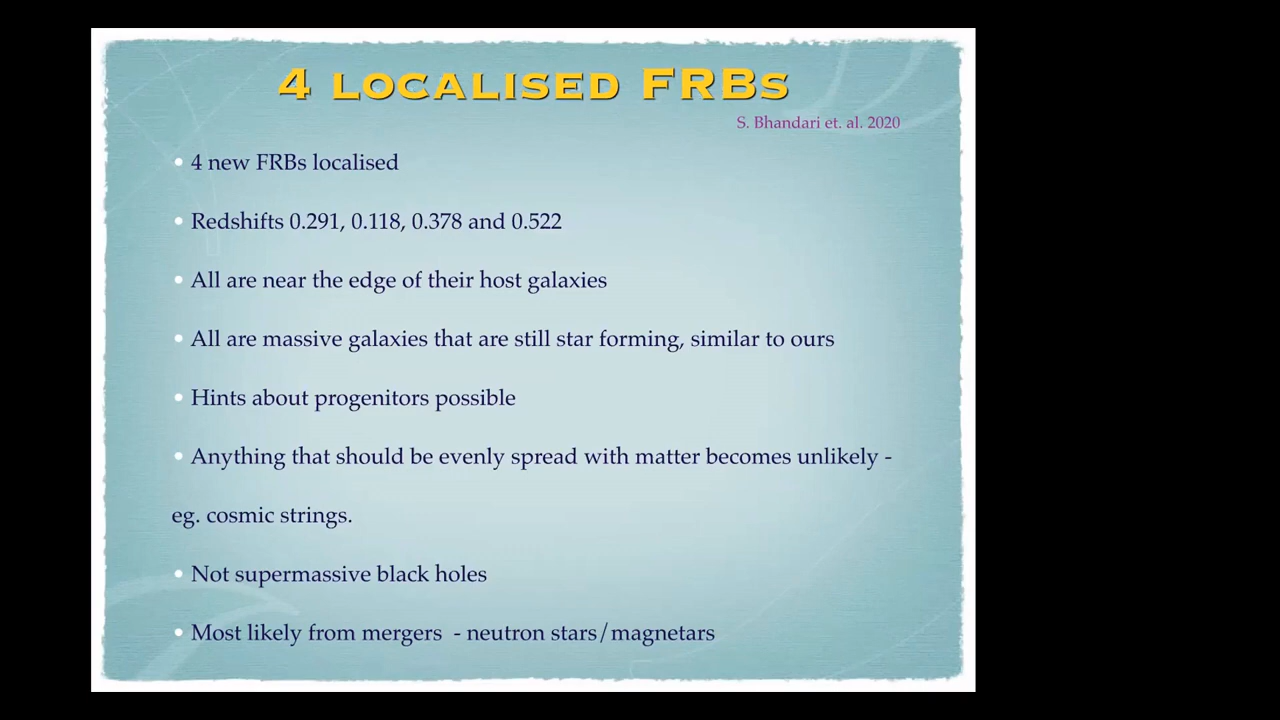 4 LOCALISED FRBs
S. Bhandari et. al. 2020
• 4 new FRBs localised
• Redshifts 0.291, 0.118, 0.378 and 0.522
• All are near the edge of their host galaxies
• All are massive galaxies that are still star forming, similar to ours
• Hints about progenitors possible
• Anything that should be evenly spread with matter becomes unlikely -
eg. cosmic strings.
• Not supermassive black holes
• Most likely from mergers - neutron stars/magnetars